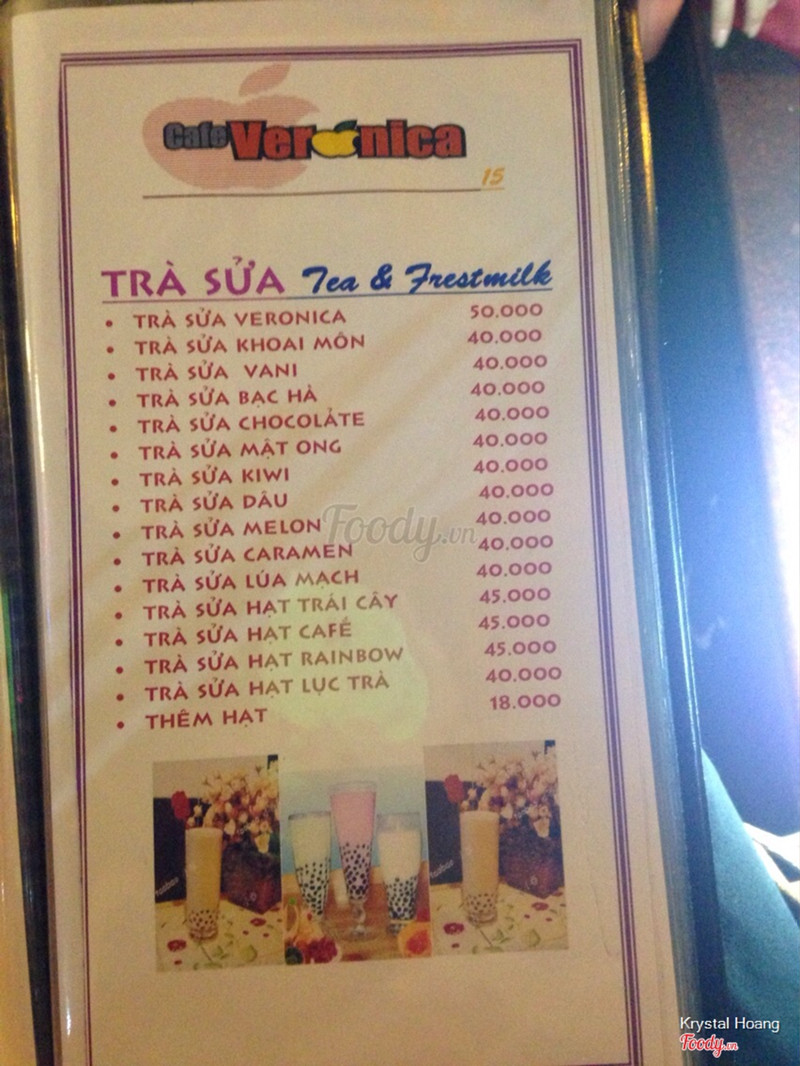 Cafe Veronica
15
TRÀ SỬA Tea & Frestmilk
• TRÀ SỬA VERONICA 50.000
• TRÀ SỬA KHOAI MÔN 40.000
• TRÀ SỬA VANI 40.000
• TRÀ SỬA BẠC HÀ 40.000
• TRÀ SỬA CHOCOLATE 40.000
• TRÀ SỬA MẬT ONG 40.000
• TRÀ SỬA KIWI 40.000
• TRÀ SỬA DÂU 40.000
• TRÀ SỬA MELON 40.000
• TRÀ SỬA CARAMEN 40.000
• TRÀ SỬA LÚA MẠCH 40.000
• TRÀ SỬA HẠT TRÁI CÂY 45.000
• TRÀ SỬA HẠT CAFÉ 45.000
• TRÀ SỬA HẠT RAINBOW 45.000
• TRÀ SỬA HẠT LỤC TRÀ 40.000
• THÊM HẠT 18.000
Foody.vn
Krystal Hoang
Foody.vn